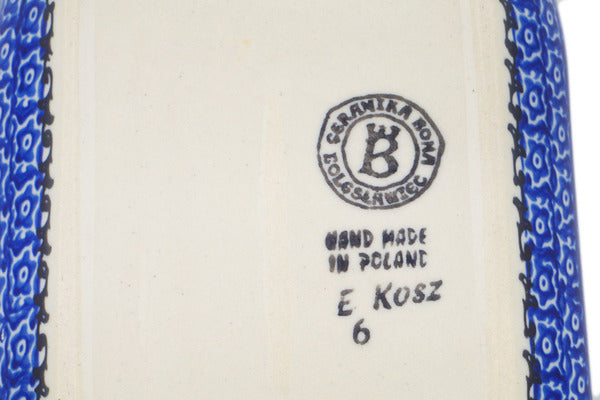 CERAMIKA BONA
BOLESŁAWIEC
B
HAND MADE
IN POLAND
E KOSZ
6